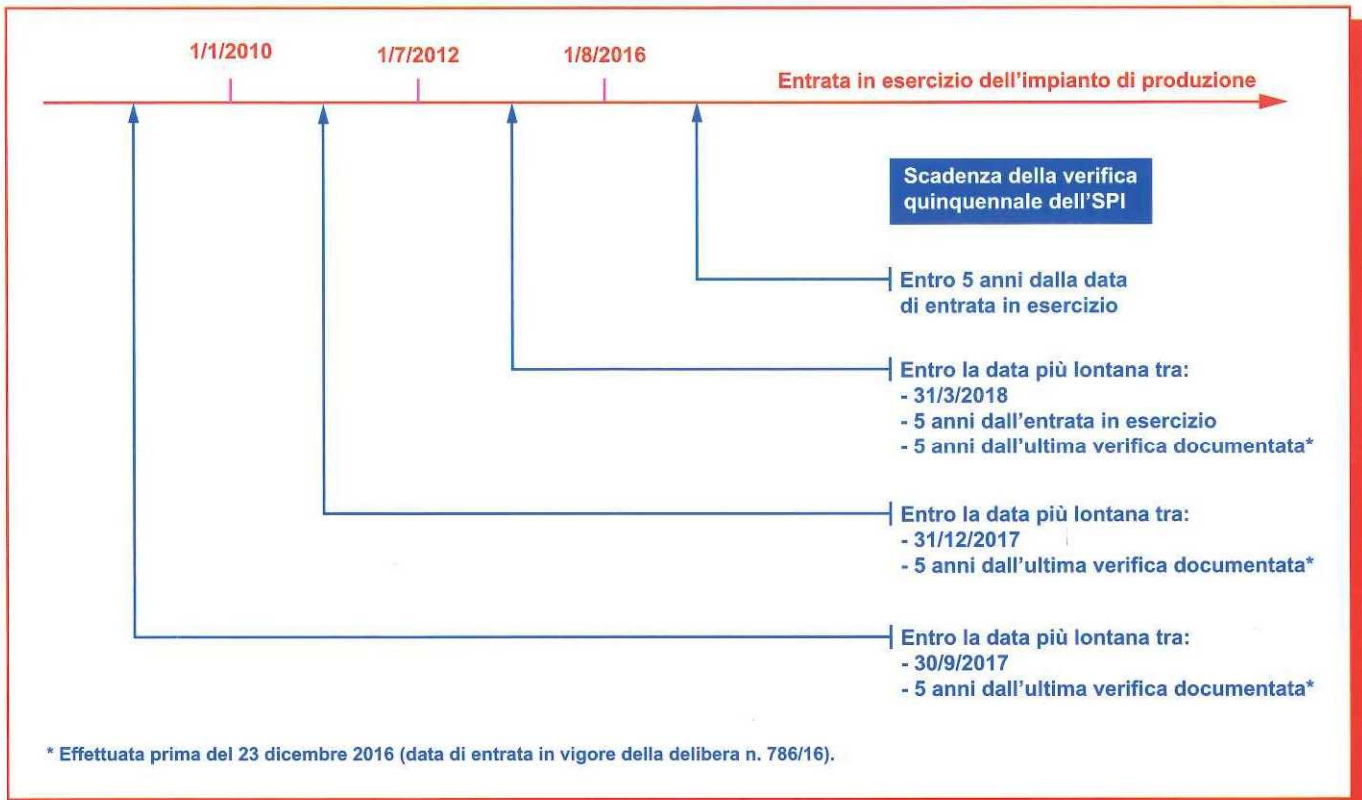 1/1/2010
1/7/2012
1/8/2016
Entrata in esercizio dell'impianto di produzione
Scadenza della verifica
quinquennale dell'SPI
Entro 5 anni dalla data
di entrata in esercizio
Entro la data più lontana tra:
- 31/3/2018
- 5 anni dall'entrata in esercizio
- 5 anni dall'ultima verifica documentata*
Entro la data più lontana tra:
- 31/12/2017
- 5 anni dall'ultima verifica documentata*
Entro la data più lontana tra:
- 30/9/2017
- 5 anni dall'ultima verifica documentata*
* Effettuata prima del 23 dicembre 2016 (data di entrata in vigore della delibera n. 786/16).